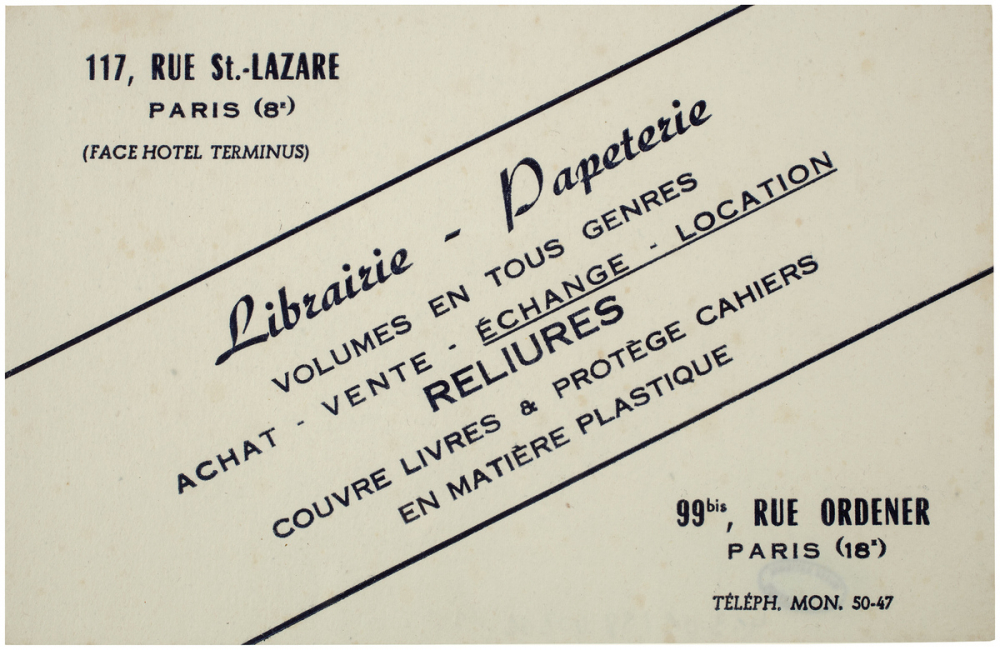 117, RUE St.-LAZARE
PARIS (8e)
(FACE HOTEL TERMINUS)
Librairie - Papeterie
VOLUMES EN TOUS GENRES
ACHAT - VENTE - ÉCHANGE - LOCATION
RELIURES
COUVRE LIVRES & PROTÈGE CAHIERS
EN MATIÈRE PLASTIQUE
99bis, RUE ORDENER
PARIS (18e)
TÉLÉPH. MON. 50-47